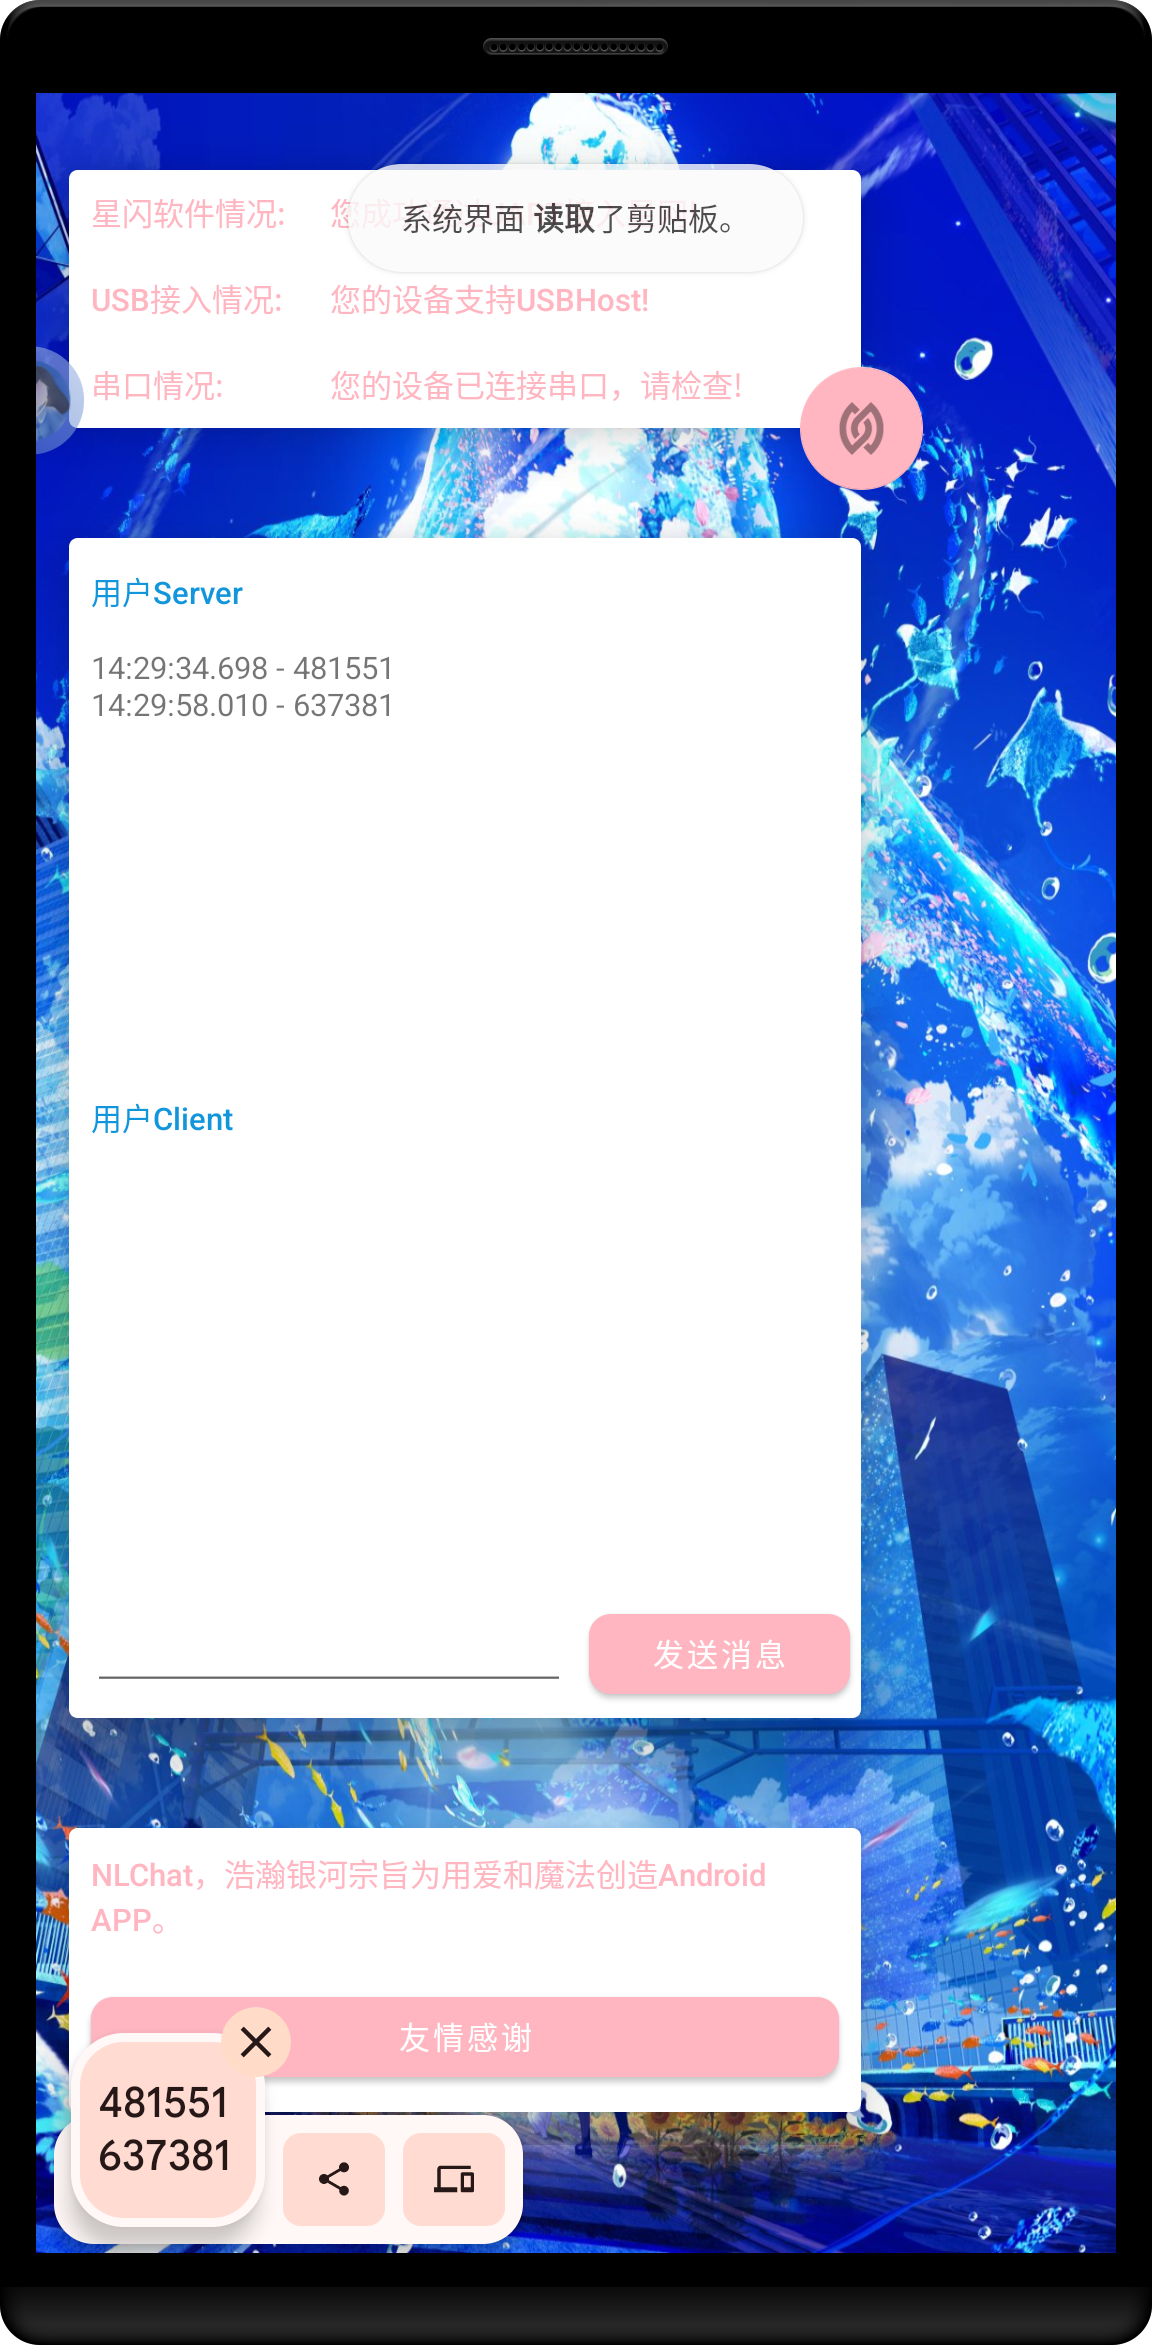 星闪软件情况:
系统界面 读取了剪贴板。
USB接入情况: 您的设备支持USBHost!
串口情况: 您的设备已连接串口，请检查!
用户Server
14:29:34.698 - 481551
14:29:58.010 - 637381
用户Client
发送消息
NLChat，浩瀚银河宗旨为用爱和魔法创造Android
APP。
友情感谢
481551
637381